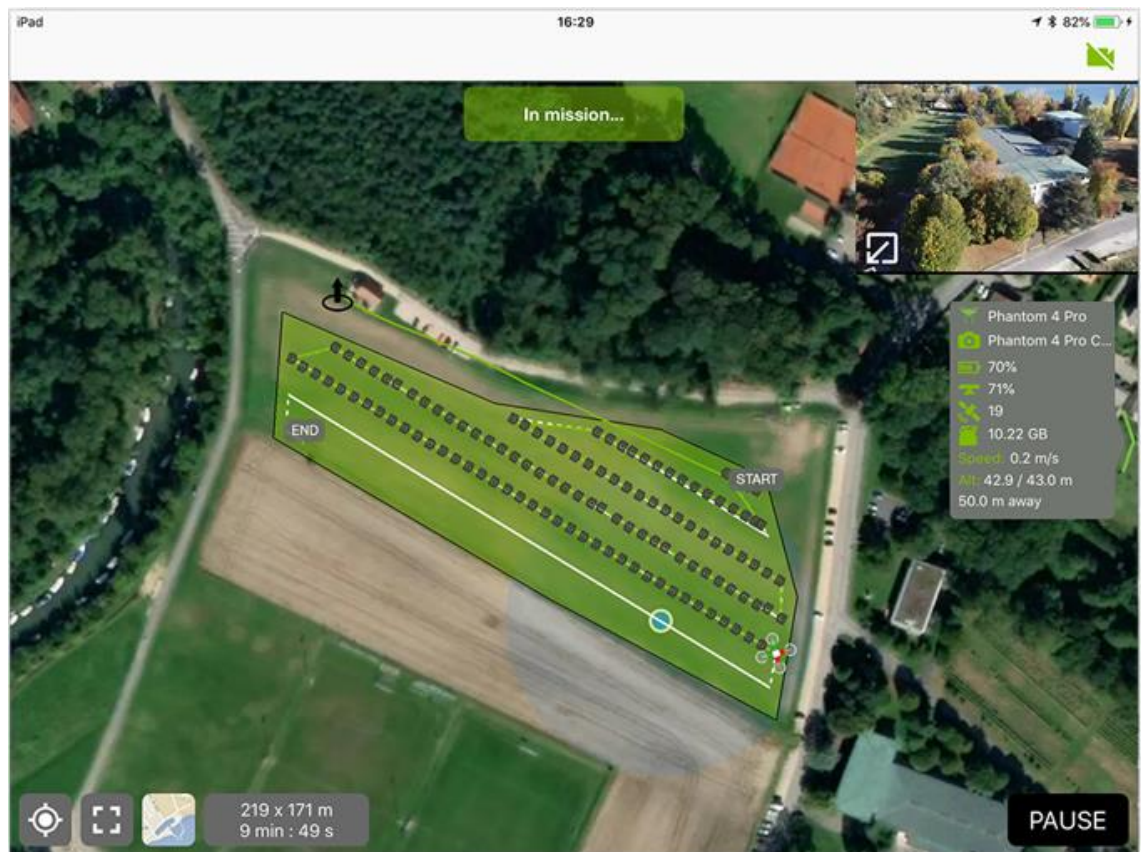 iPad
16:29
82%
In mission...
Phantom 4 Pro
Phantom 4 Pro C...
70%
71%
19
10.22 GB
Speed: 0.2 m/s
Alt: 42.9 / 43.0 m
50.0 m away
END
START
219 x 171 m
9 min : 49 s
PAUSE